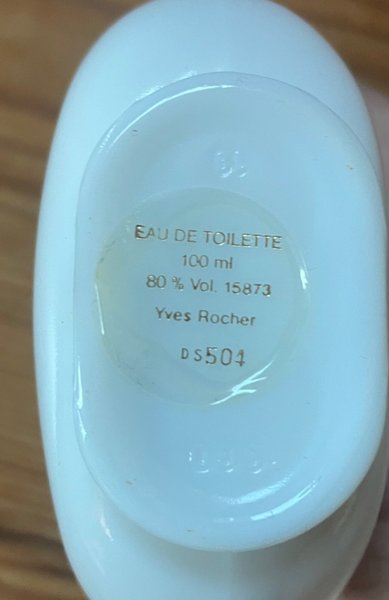 EAU DE TOILETTE
100 ml
80 % Vol. 15873
Yves Rocher
DS504